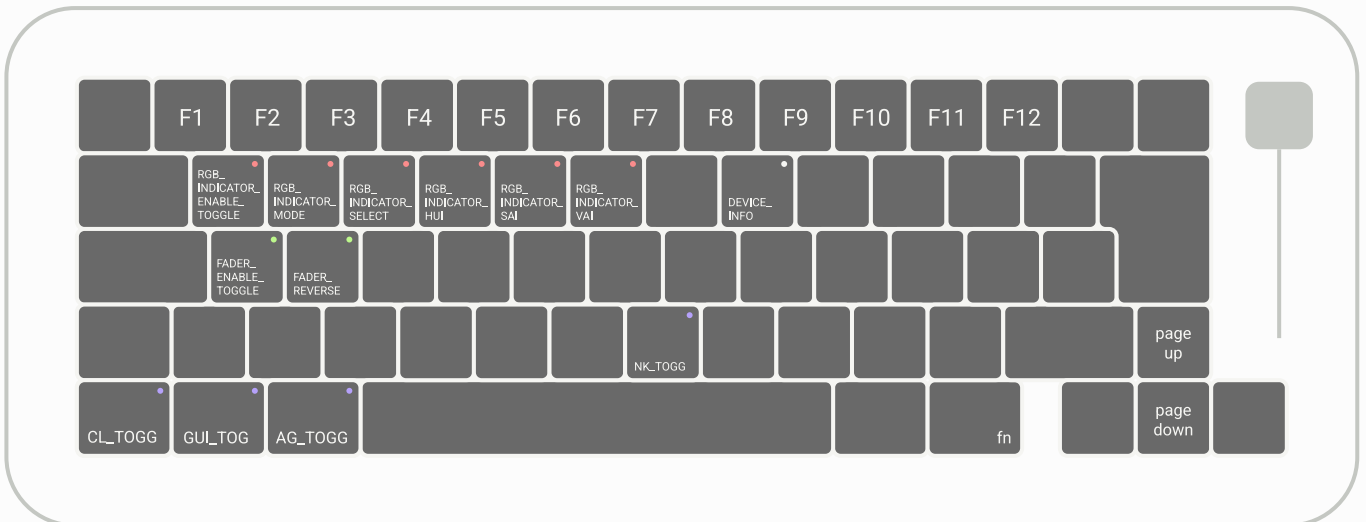 F1
F2
F3
F4
F5
F6
F7
F8
F9
F10
F11
F12
RGB_
INDICATOR_
ENABLE_
TOGGLE
RGB_
INDICATOR_
MODE
RGB_
INDICATOR_
SELECT
RGB_
INDICATOR_
HUI
RGB_
INDICATOR_
SAI
RGB_
INDICATOR_
VAI
DEVICE_
INFO
FADER_
ENABLE_
TOGGLE
FADER_
REVERSE
NK_TOGG
page
up
CL_TOGG
GUI_TOG
AG_TOGG
fn
page
down